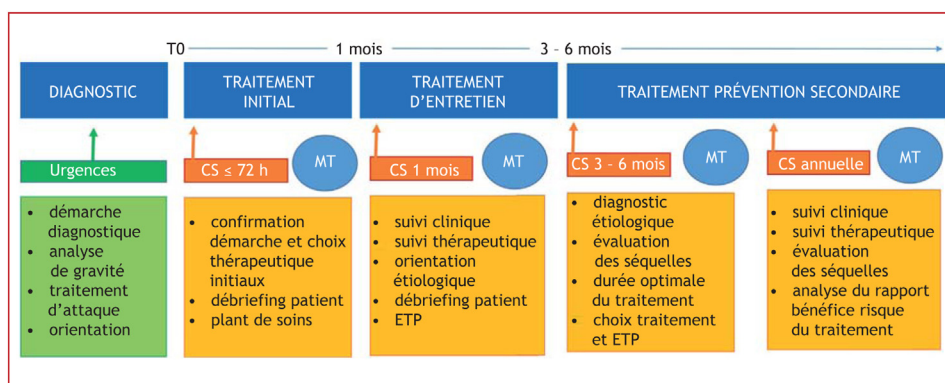 T0
1 mois
3 – 6 mois
DIAGNOSTIC
TRAITEMENT
INITIAL
TRAITEMENT
D’ENTRETIEN
TRAITEMENT PRÉVENTION SECONDAIRE
Urgences
CS ≤ 72 h
MT
CS 1 mois
MT
CS 3 – 6 mois
MT
CS annuelle
MT
• démarche
diagnostique
• analyse
de gravité
• traitement
d’attaque
• orientation
• confirmation
démarche et choix
thérapeutique
initiaux
• débriefing patient
• plant de soins
• suivi clinique
• suivi thérapeutique
• orientation
étiologique
• débriefing patient
• ETP
• diagnostic
étiologique
• évaluation
des séquelles
• durée optimale
du traitement
• choix traitement
et ETP
• suivi clinique
• suivi thérapeutique
• évaluation
des séquelles
• analyse du rapport
bénéfice risque
du traitement